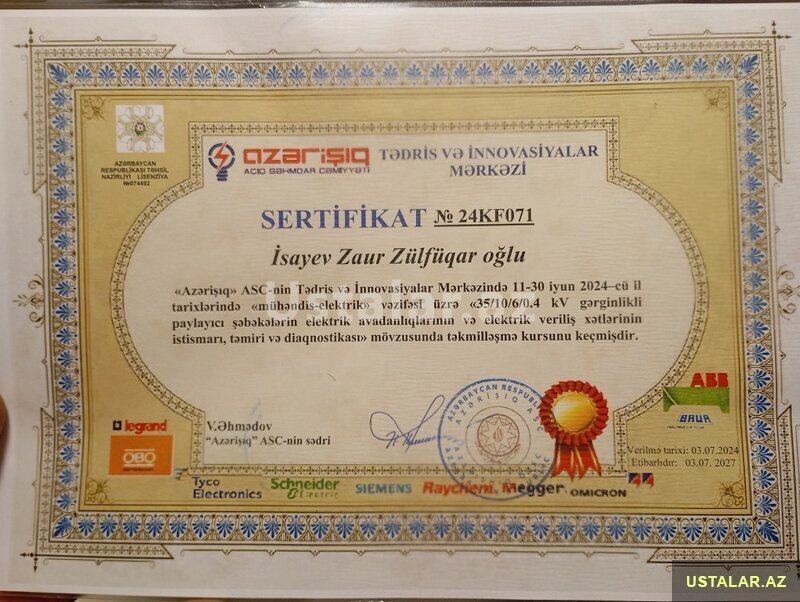 AZƏRBAYCAN
RESPUBLİKASI TƏHSİL
NAZİRLİYİ LİSENZİYA
№074492
azərişıq
AÇIQ SƏHMDAR CƏMİYYƏTİ
TƏDRİS VƏ İNNOVASİYALAR
MƏRKƏZİ
SERTİFİKAT № 24KF071
İsayev Zaur Zülfüqar oğlu
«Azərişıq» ASC-nin Tədris və İnnovasiyalar Mərkəzində 11-30 iyun 2024–cü il
tarixlərində «mühəndis-elektrik» vəzifəsi üzrə «35/10/6/0.4 kV gərginlikli
paylayıcı şəbəkələrin elektrik avadanlıqlarının və elektrik veriliş xətlərinin
istismarı, təmiri və diaqnostikası» mövzusunda təkmilləşmə kursunu keçmişdir.
legrand
OBO
V.Əhmədov
"Azərişıq" ASC-nin sədri
AZƏRBAYCAN RESPUBL
AZƏRİŞIQ
ABB
BAUR
Verilmə tarixi: 03.07.2024
Etibarlıdır: 03.07. 2027
Tyco
Electronics
Schneider
Electric
SIEMENS
Raychem
Megger
OMICRON
USTALAR.AZ